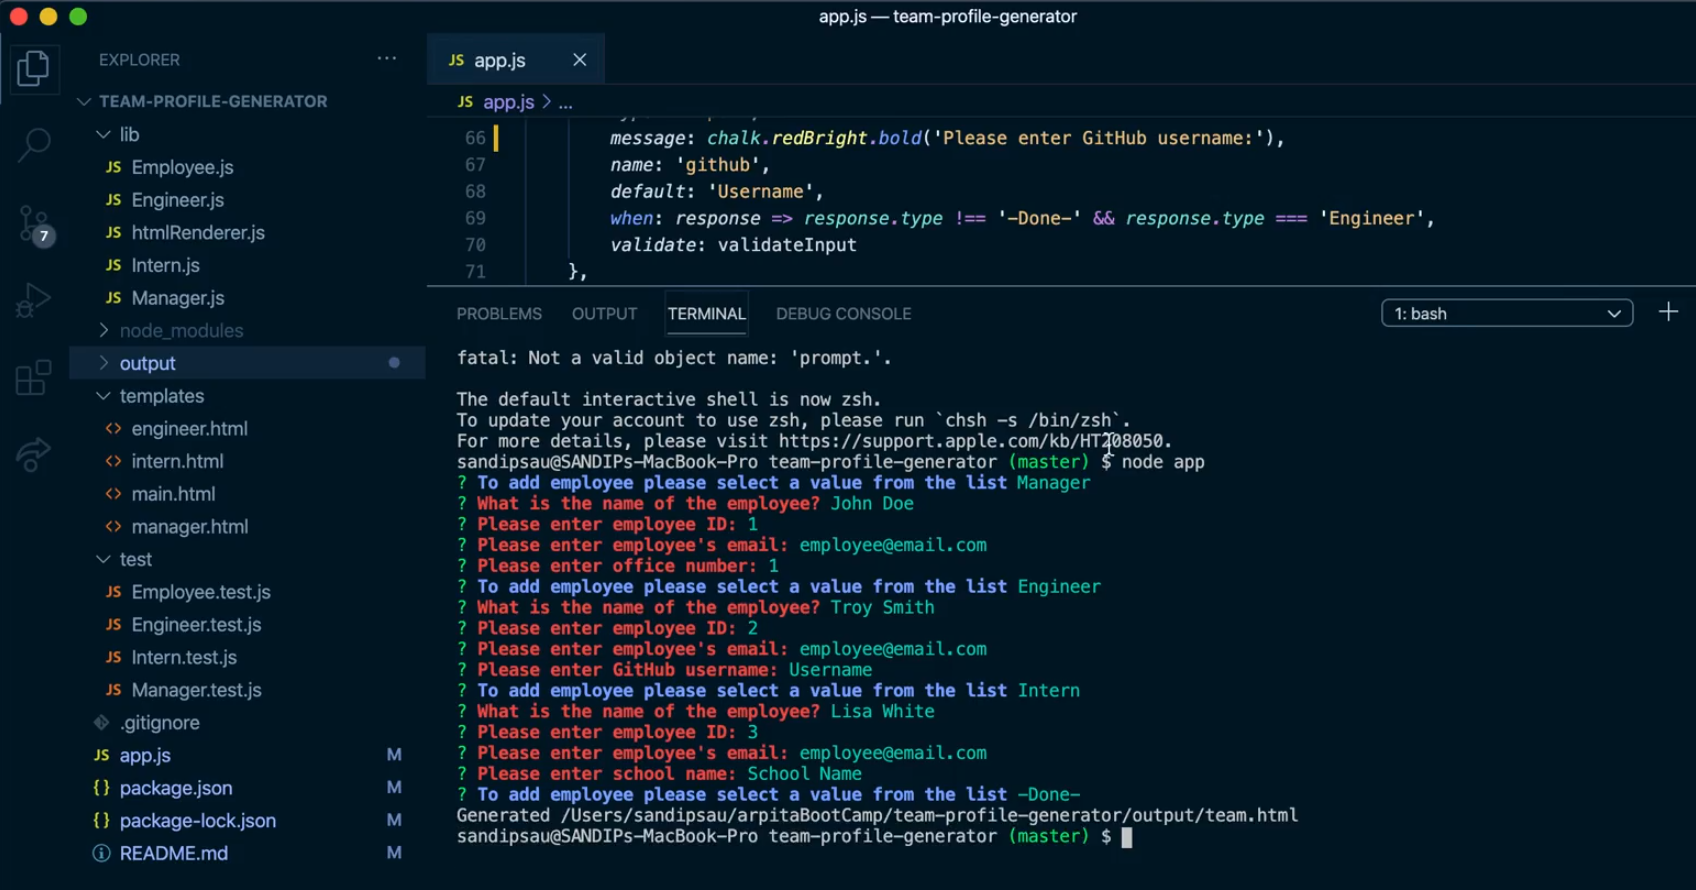 app.js — team-profile-generator
EXPLORER
···
TEAM-PROFILE-GENERATOR
lib
JS Employee.js
JS Engineer.js
JS htmlRenderer.js
JS Intern.js
JS Manager.js
node_modules
output
templates
<> engineer.html
<> intern.html
<> main.html
<> manager.html
test
JS Employee.test.js
JS Engineer.test.js
JS Intern.test.js
JS Manager.test.js
.gitignore
JS app.js M
{} package.json M
{} package-lock.json M
README.md M
7
JS app.js ×
JS app.js > ...
66 message: chalk.redBright.bold('Please enter GitHub username:'),
67 name: 'github',
68 default: 'Username',
69 when: response => response.type !== '-Done-' && response.type === 'Engineer',
70 validate: validateInput
71 },
PROBLEMS OUTPUT TERMINAL DEBUG CONSOLE 1: bash +
fatal: Not a valid object name: 'prompt.'.
The default interactive shell is now zsh.
To update your account to use zsh, please run `chsh -s /bin/zsh`.
For more details, please visit https://support.apple.com/kb/HT208050.
sandipsau@SANDIPs-MacBook-Pro team-profile-generator (master) $ node app
? To add employee please select a value from the list Manager
? What is the name of the employee? John Doe
? Please enter employee ID: 1
? Please enter employee's email: employee@email.com
? Please enter office number: 1
? To add employee please select a value from the list Engineer
? What is the name of the employee? Troy Smith
? Please enter employee ID: 2
? Please enter employee's email: employee@email.com
? Please enter GitHub username: Username
? To add employee please select a value from the list Intern
? What is the name of the employee? Lisa White
? Please enter employee ID: 3
? Please enter employee's email: employee@email.com
? Please enter school name: School Name
? To add employee please select a value from the list -Done-
Generated /Users/sandipsau/arpitaBootCamp/team-profile-generator/output/team.html
sandipsau@SANDIPs-MacBook-Pro team-profile-generator (master) $